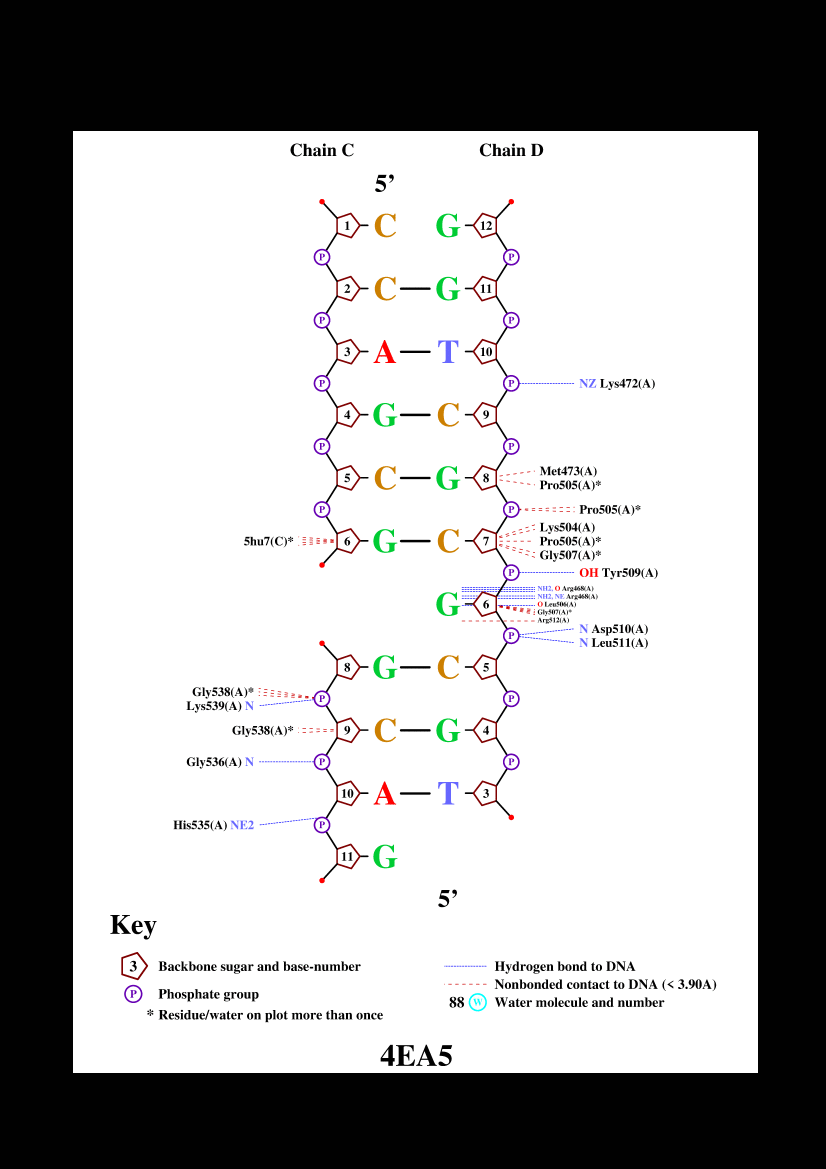 Chain C Chain D
5’
1 C G 12
P P
2 C G 11
P P
3 A T 10
P P NZ Lys472(A)
4 G C 9
P P
Met473(A)
5 C G 8
Pro505(A)*
P P Pro505(A)*
Lys504(A)
5hu7(C)* 6 G C 7 Pro505(A)*
Gly507(A)*
P OH Tyr509(A)
NH2, O Arg468(A)
NH2, NE Arg468(A)
G 6 O Leu506(A)
Gly507(A)*
Arg512(A)
N Asp510(A)
P
N Leu511(A)
8 G C 5
Gly538(A)*
P P
Lys539(A) N
Gly538(A)* 9 C G 4
Gly536(A) N P P
10 A T 3
His535(A) NE2 P
11 G
5’
Key
3 Backbone sugar and base-number
P Phosphate group
* Residue/water on plot more than once
Hydrogen bond to DNA
Nonbonded contact to DNA (< 3.90A)
88 W Water molecule and number
4EA5